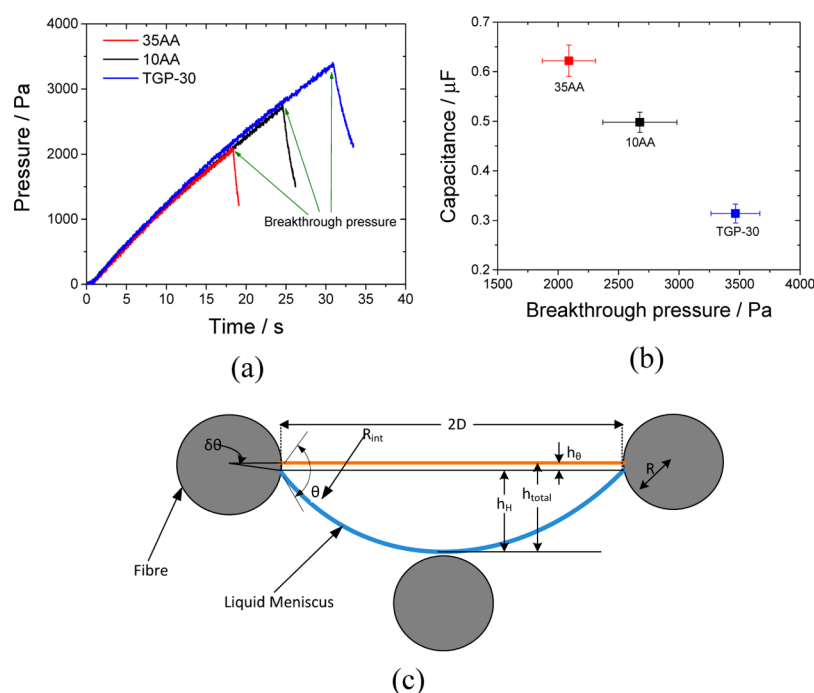 4000
3000
2000
1000
0
Pressure / Pa
35AA
10AA
TGP-30
Breakthrough pressure
0 5 10 15 20 25 30 35 40
Time / s
(a)
0.7
0.6
0.5
0.4
0.3
0.2
Capacitance / μF
35AA
10AA
TGP-30
1500 2000 2500 3000 3500 4000
Breakthrough pressure / Pa
(b)
2D
δθ
R_int
h_θ
θ
h_H
h_total
R
Fibre
Liquid Meniscus
(c)